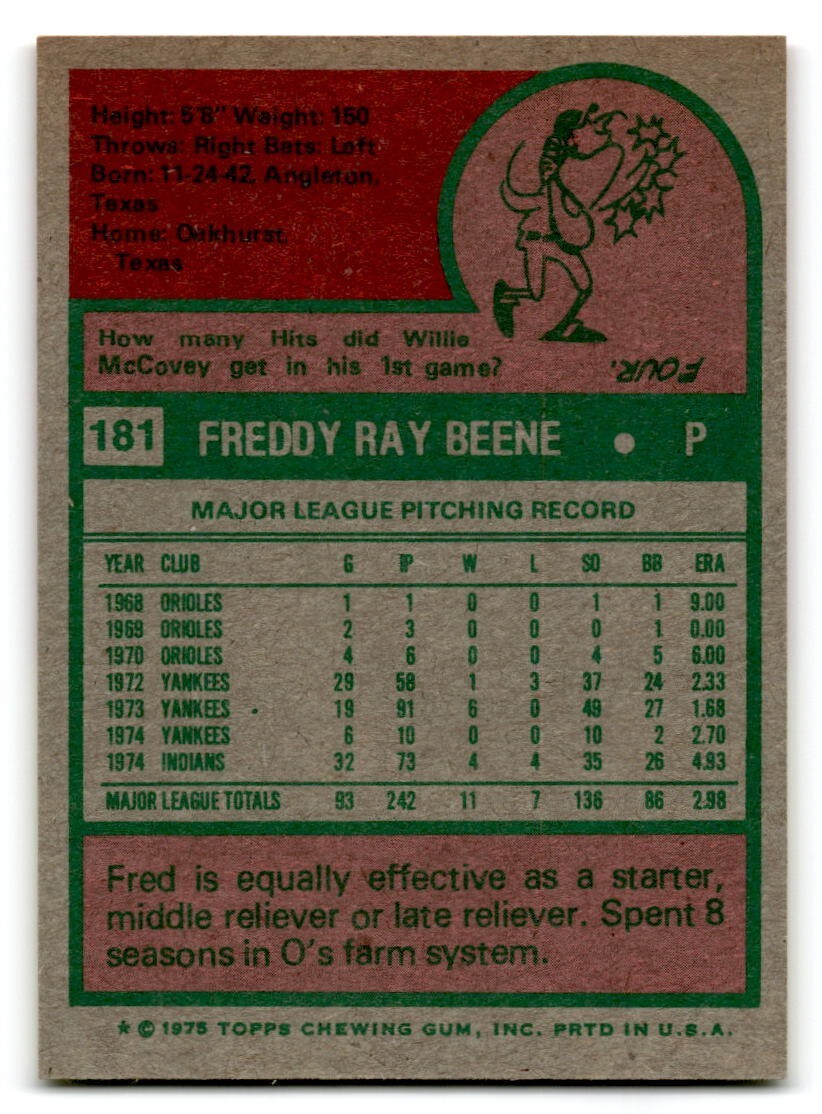 Height: 5'8" Weight: 150
Throws: Right Bats: Left
Born: 11-24-42, Angleton,
Texas
Home: Oakhurst,
Texas
How many Hits did Willie
McCovey get in his 1st game?
FOUR.
181 FREDDY RAY BEENE ● P
MAJOR LEAGUE PITCHING RECORD
YEAR CLUB G IP W L SO BB ERA
1968 ORIOLES 1 1 0 0 1 1 9.00
1969 ORIOLES 2 3 0 0 0 1 0.00
1970 ORIOLES 4 6 0 0 4 5 6.00
1972 YANKEES 29 58 1 3 37 24 2.33
1973 YANKEES 19 91 6 0 49 27 1.68
1974 YANKEES 6 10 0 0 10 2 2.70
1974 INDIANS 32 73 4 4 35 26 4.93
MAJOR LEAGUE TOTALS 93 242 11 7 136 86 2.98
Fred is equally effective as a starter,
middle reliever or late reliever. Spent 8
seasons in O's farm system.
★ © 1975 TOPPS CHEWING GUM, INC. PRTD IN U.S.A.